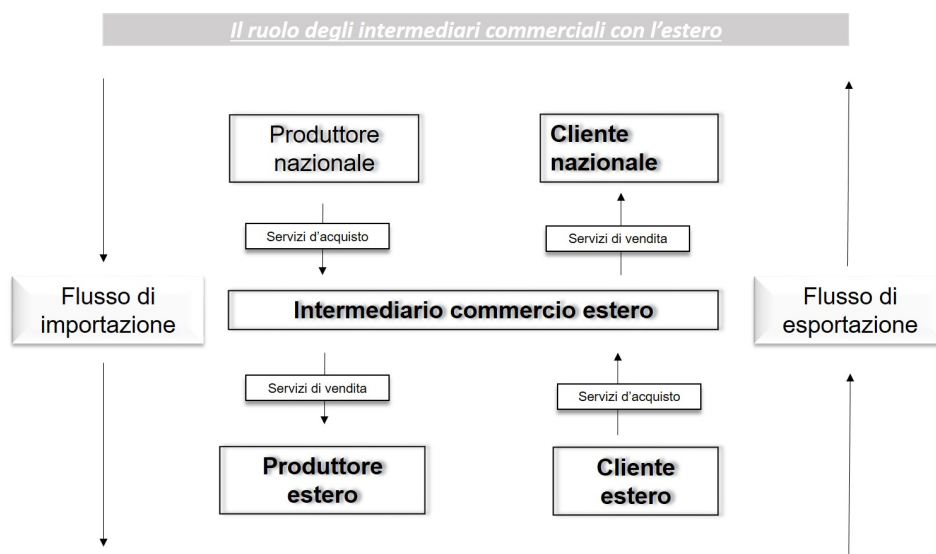 Il ruolo degli intermediari commerciali con l'estero
Produttore
nazionale
Cliente
nazionale
Servizi d'acquisto
Servizi di vendita
Flusso di
importazione
Intermediario commercio estero
Flusso di
esportazione
Servizi di vendita
Servizi d'acquisto
Produttore
estero
Cliente
estero